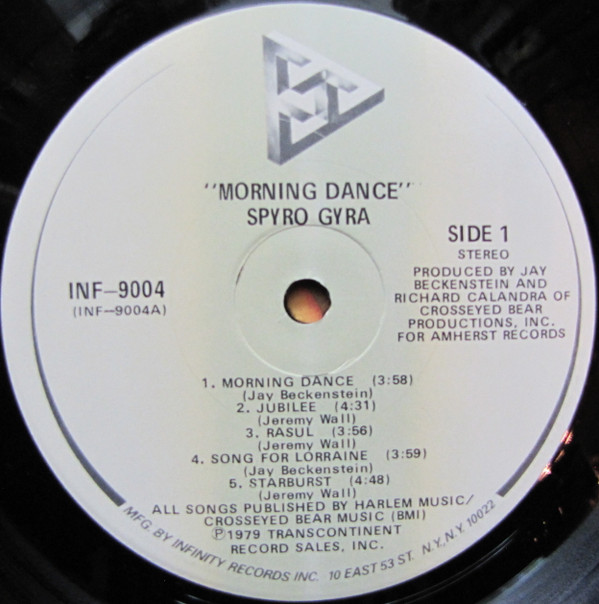 "MORNING DANCE"
SPYRO GYRA
INF-9004
(INF-9004A)
SIDE 1
STEREO
PRODUCED BY JAY
BECKENSTEIN AND
RICHARD CALANDRA OF
CROSSEYED BEAR
PRODUCTIONS, INC.
FOR AMHERST RECORDS
1. MORNING DANCE (3:58)
(Jay Beckenstein)
2. JUBILEE (4:31)
(Jeremy Wall)
3. RASUL (3:56)
(Jeremy Wall)
4. SONG FOR LORRAINE (3:59)
(Jay Beckenstein)
5. STARBURST (4:48)
(Jeremy Wall)
ALL SONGS PUBLISHED BY HARLEM MUSIC/
CROSSEYED BEAR MUSIC (BMI)
℗1979 TRANSCONTINENT
RECORD SALES, INC.
MFG. BY INFINITY RECORDS INC. 10 EAST 53 ST. N.Y., N.Y. 10022